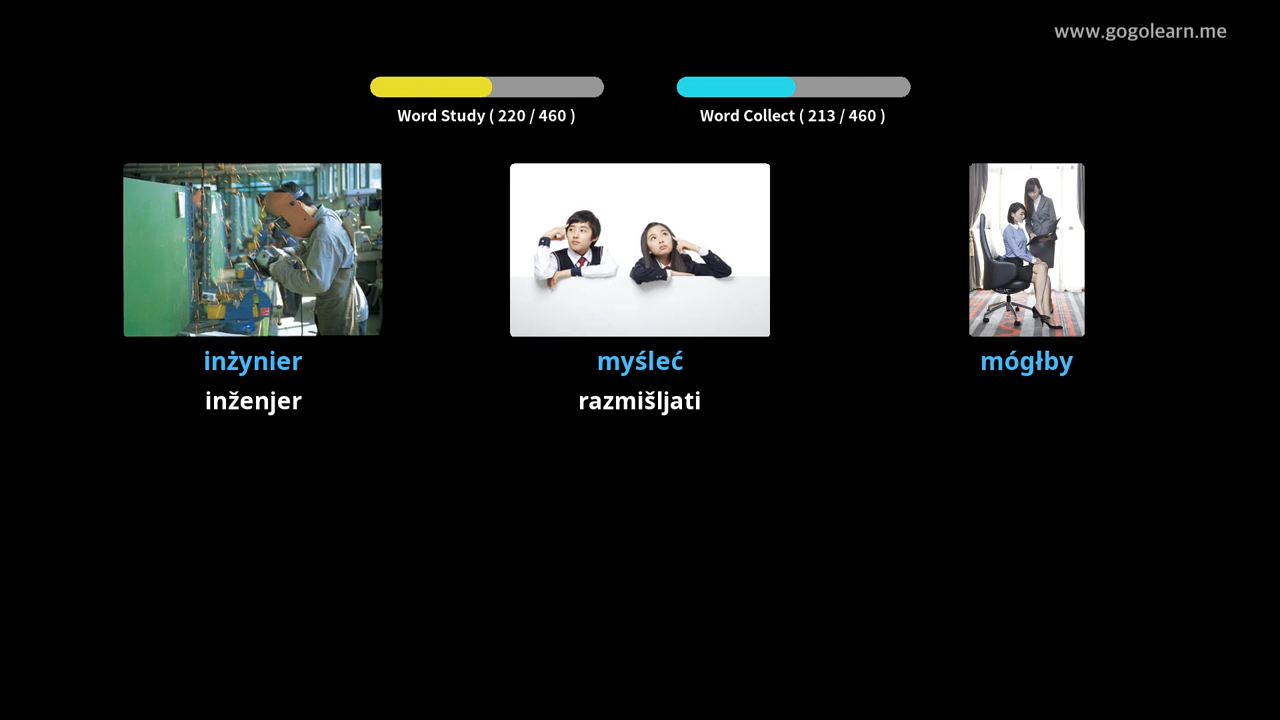 www.gogolearn.me
Word Study ( 220 / 460 )
Word Collect ( 213 / 460 )
inżynier
inženjer
myśleć
razmišljati
mógłby